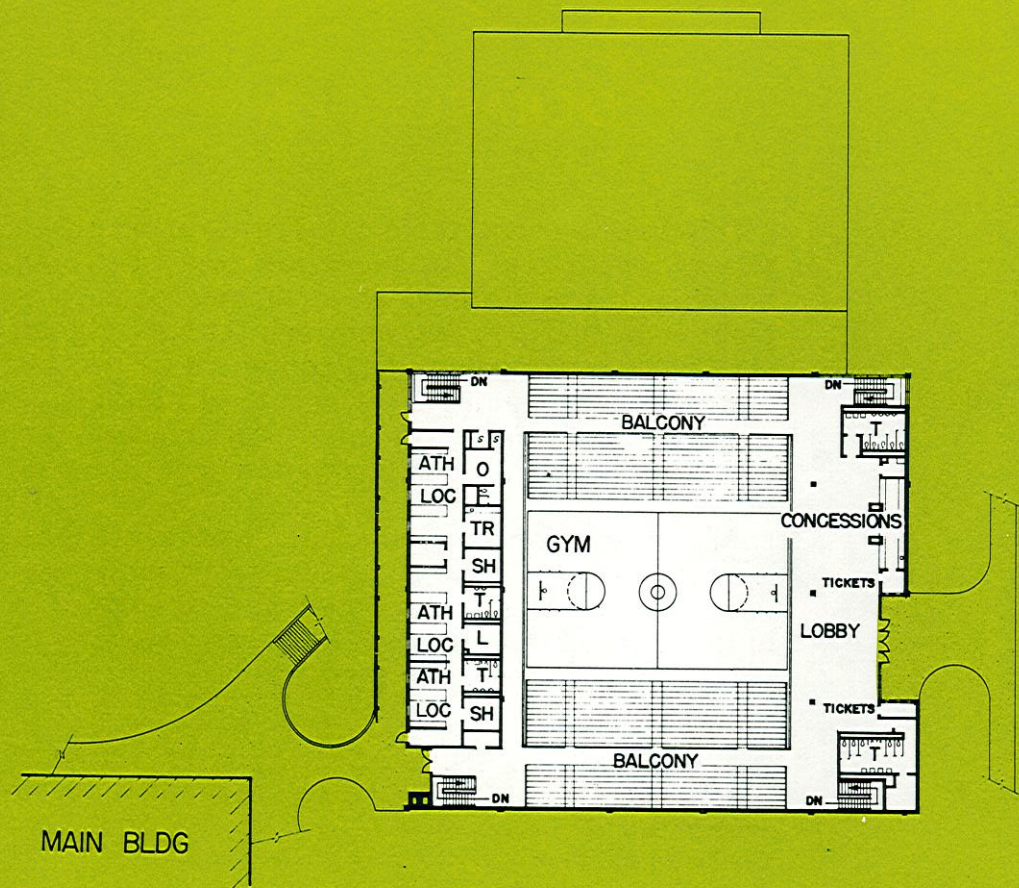 DN
DN
BALCONY
T
S S
ATH
O
LOC
TR
CONCESSIONS
GYM
SH
TICKETS
T
ATH
L
LOC
LOBBY
ATH
T
LOC
SH
TICKETS
T
BALCONY
DN
DN
MAIN BLDG